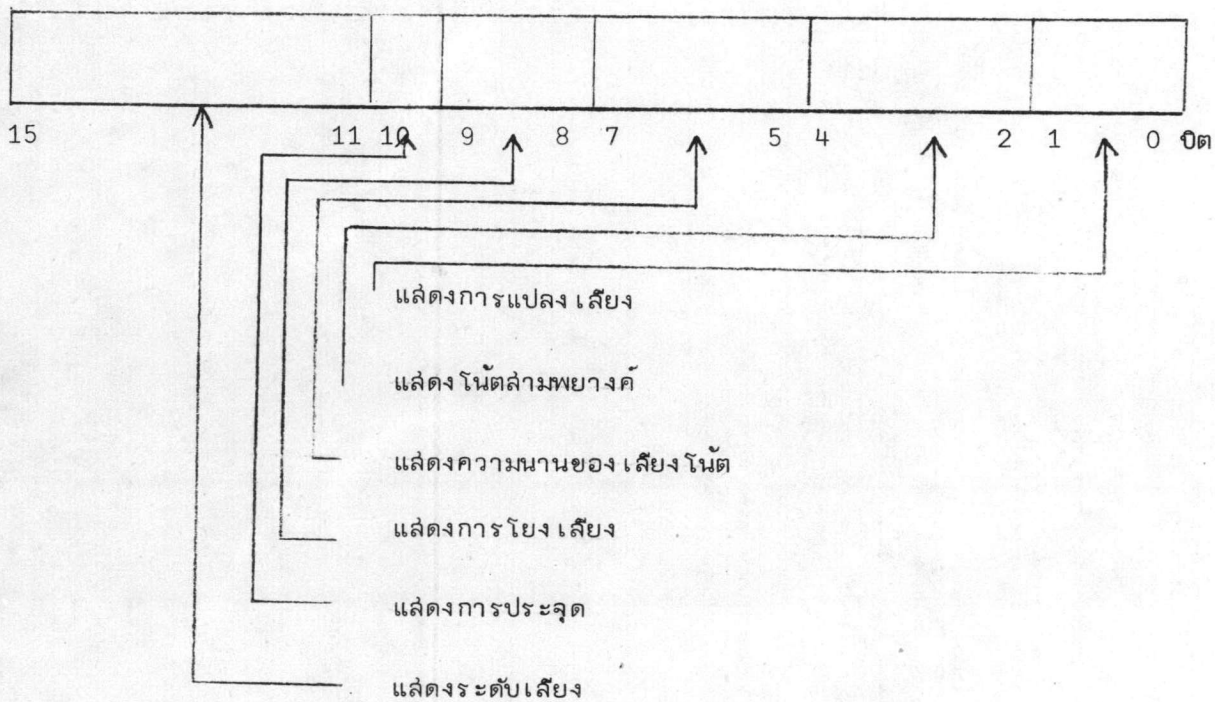 15 11 10 9 8 7 5 4 2 1 0 บิต
แสดงการแปลงเสียง
แสดงโน้ตสามพยางค์
แสดงความนานของเสียงโน้ต
แสดงการโยงเสียง
แสดงการประจุด
แสดงระดับเสียง